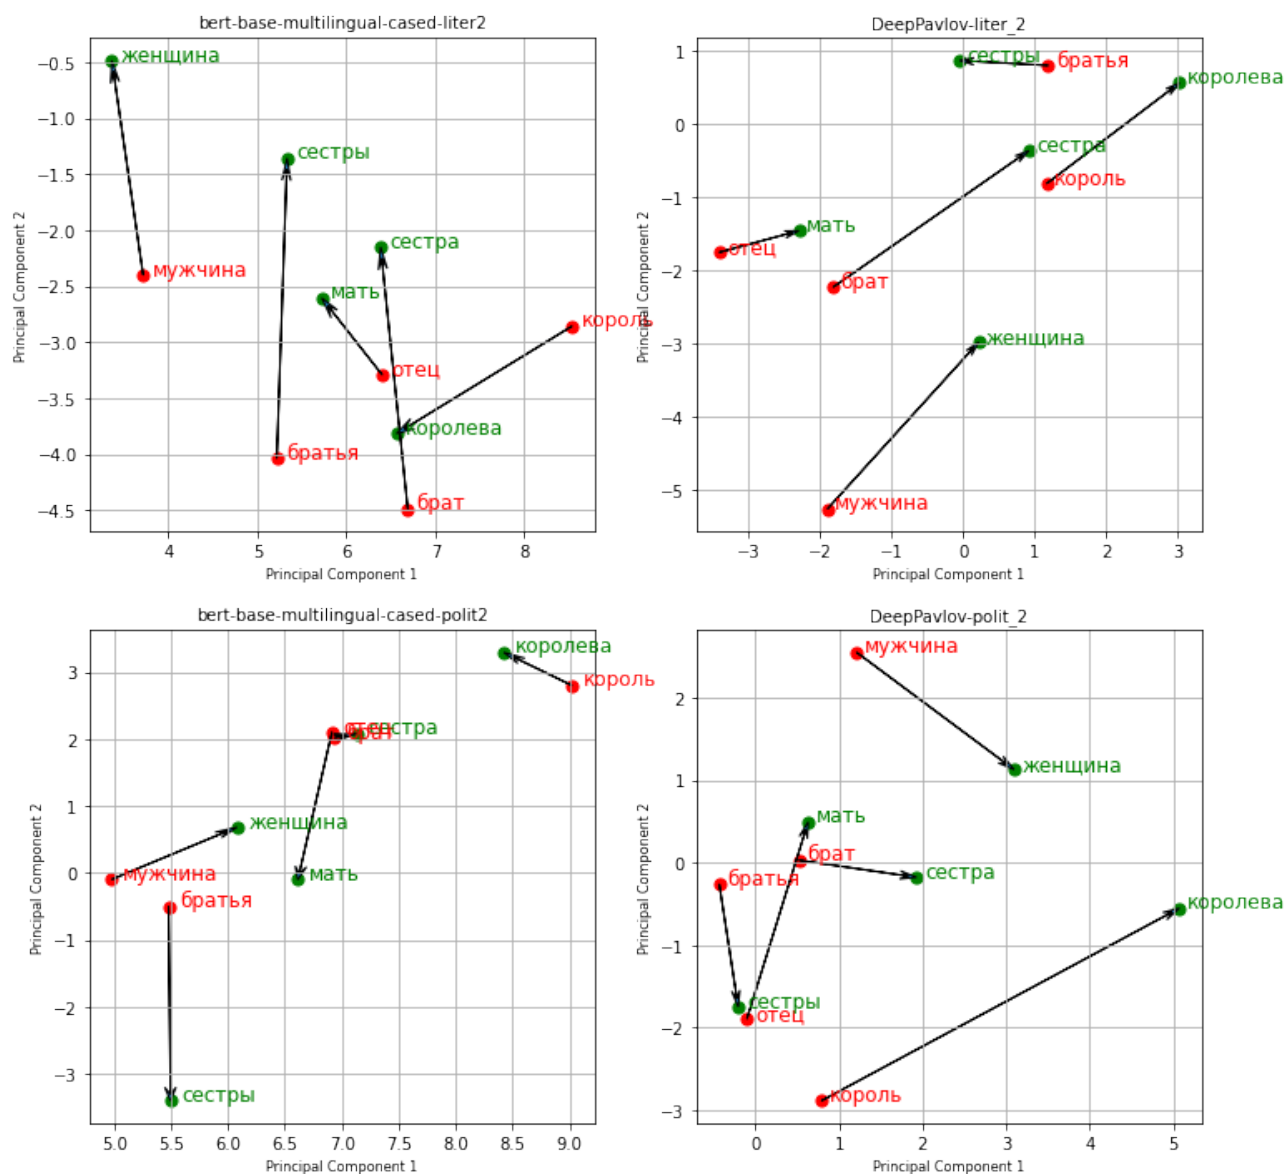 bert-base-multilingual-cased-liter2
женщина
сестры
сестра
мужчина
мать
король
отец
королева
братья
брат
−0.5
−1.0
−1.5
−2.0
−2.5
−3.0
−3.5
−4.0
−4.5
4 5 6 7 8
Principal Component 1
Principal Component 2
DeepPavlov-liter_2
сестры
братья
королева
сестра
король
мать
отец
брат
женщина
мужчина
1
0
−1
−2
−3
−4
−5
−3 −2 −1 0 1 2 3
Principal Component 1
Principal Component 2
bert-base-multilingual-cased-polit2
королева
король
отец
брат
сестра
женщина
мужчина
мать
братья
сестры
3
2
1
0
−1
−2
−3
5.0 5.5 6.0 6.5 7.0 7.5 8.0 8.5 9.0
Principal Component 1
Principal Component 2
DeepPavlov-polit_2
мужчина
женщина
мать
брат
братья
сестра
королева
сестры
отец
король
2
1
0
−1
−2
−3
0 1 2 3 4 5
Principal Component 1
Principal Component 2